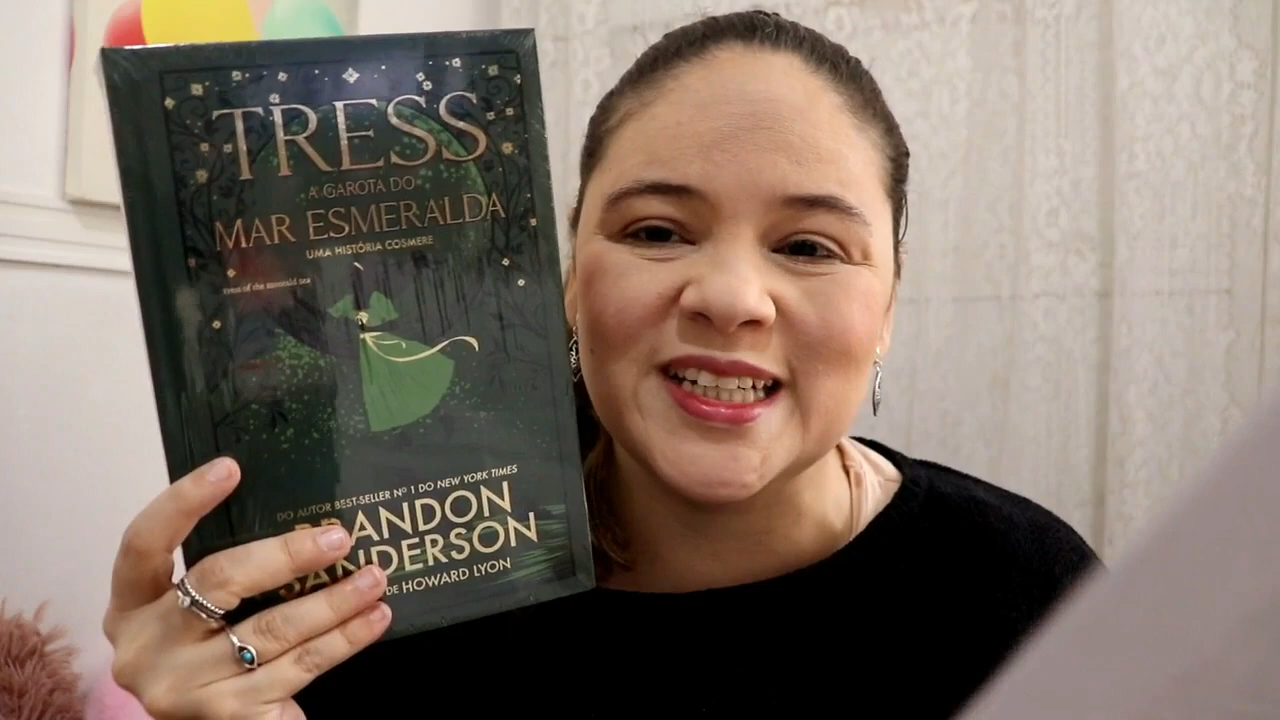 TRESS
A GAROTA DO
MAR ESMERALDA
UMA HISTÓRIA COSMERE
Tress of the emerald sea
DO AUTOR BEST-SELLER Nº 1 DO NEW YORK TIMES
BRANDON
SANDERSON
DE HOWARD LYON